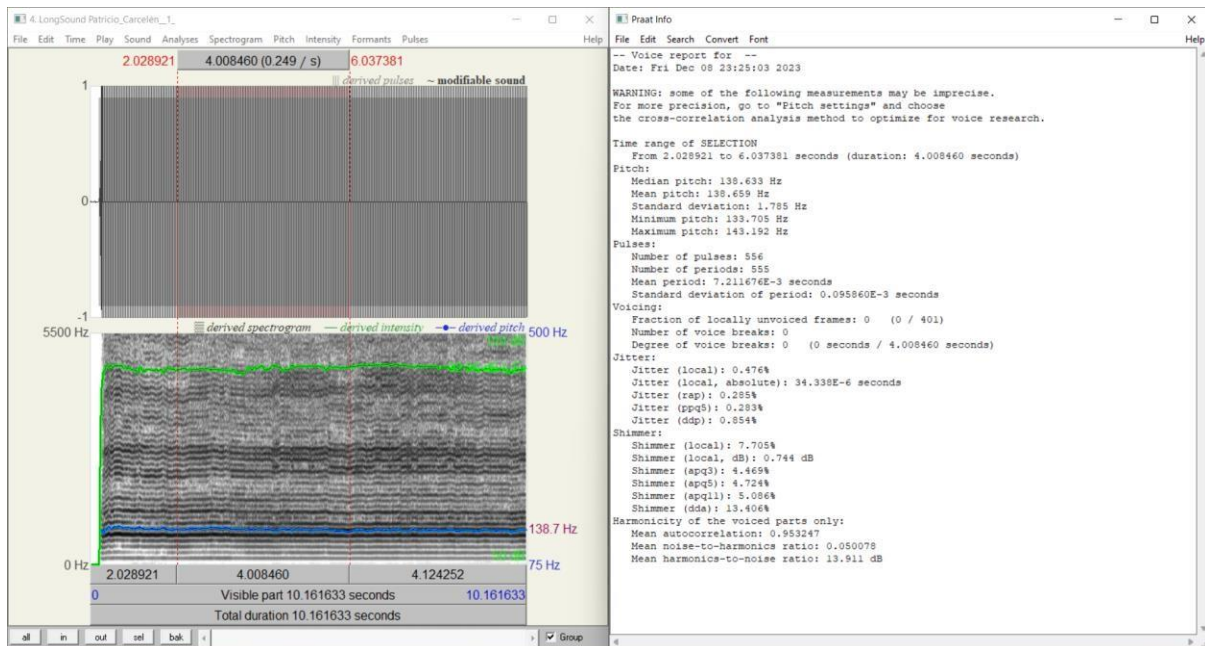 4. LongSound Patricio_Carcelén__1_
File Edit Time Play Sound Analyses Spectrogram Pitch Intensity Formants Pulses Help
2.028921 4.008460 (0.249 / s) 6.037381
derived pulses ~ modifiable sound
1
0
-1
derived spectrogram derived intensity derived pitch
5500 Hz 500 Hz
138.7 Hz
0 Hz 75 Hz
2.028921 4.008460 4.124252
0 Visible part 10.161633 seconds 10.161633
Total duration 10.161633 seconds
all in out sel bak Group
Praat Info
File Edit Search Convert Font Help
-- Voice report for --
Date: Fri Dec 08 23:25:03 2023
WARNING: some of the following measurements may be imprecise.
For more precision, go to "Pitch settings" and choose
the cross-correlation analysis method to optimize for voice research.
Time range of SELECTION
From 2.028921 to 6.037381 seconds (duration: 4.008460 seconds)
Pitch:
Median pitch: 138.633 Hz
Mean pitch: 138.659 Hz
Standard deviation: 1.785 Hz
Minimum pitch: 133.705 Hz
Maximum pitch: 143.192 Hz
Pulses:
Number of pulses: 556
Number of periods: 555
Mean period: 7.211676E-3 seconds
Standard deviation of period: 0.095860E-3 seconds
Voicing:
Fraction of locally unvoiced frames: 0 (0 / 401)
Number of voice breaks: 0
Degree of voice breaks: 0 (0 seconds / 4.008460 seconds)
Jitter:
Jitter (local): 0.476%
Jitter (local, absolute): 34.338E-6 seconds
Jitter (rap): 0.285%
Jitter (ppq5): 0.283%
Jitter (ddp): 0.854%
Shimmer:
Shimmer (local): 7.705%
Shimmer (local, dB): 0.744 dB
Shimmer (apq3): 4.469%
Shimmer (apq5): 4.724%
Shimmer (apq11): 5.086%
Shimmer (dda): 13.406%
Harmonicity of the voiced parts only:
Mean autocorrelation: 0.953247
Mean noise-to-harmonics ratio: 0.050078
Mean harmonics-to-noise ratio: 13.911 dB